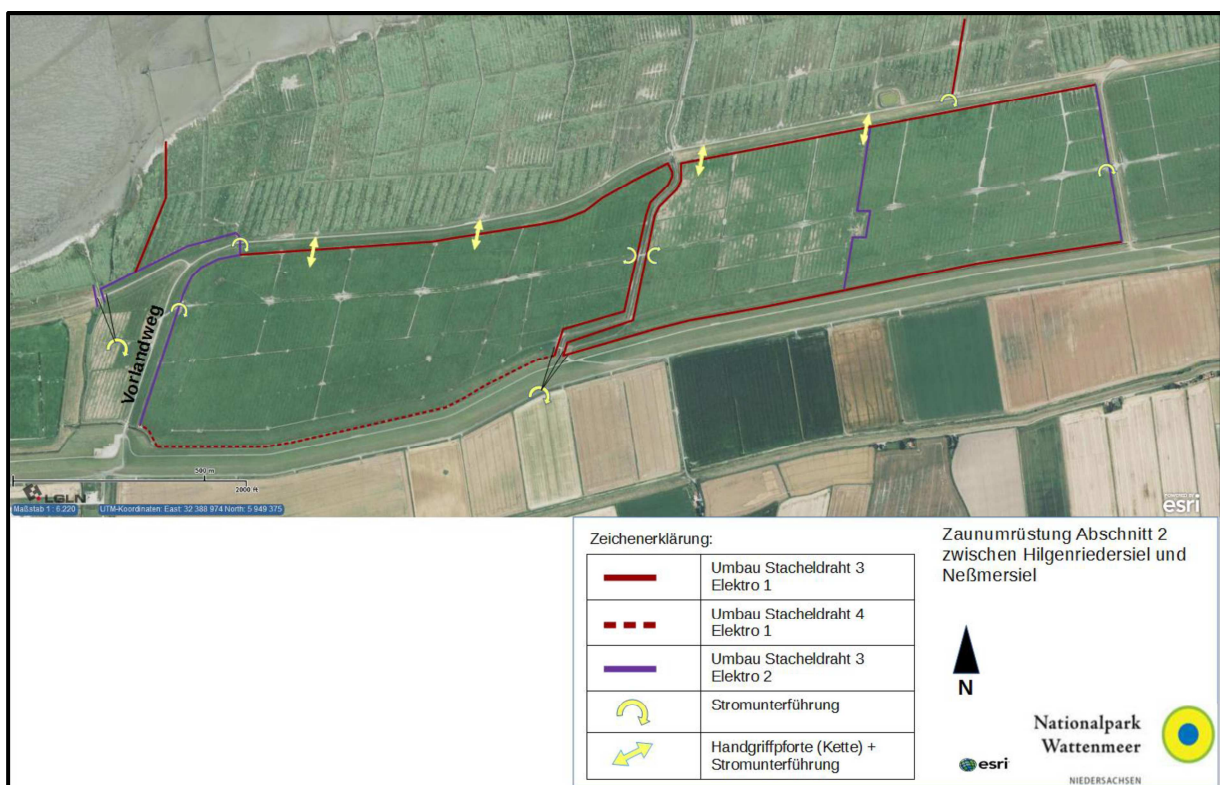 Vorlandweg
500 m
2000 ft
LGLN
Maßstab 1 : 6.220
UTM-Koordinaten: East: 32 388 974 North: 5 949 375
POWERED BY
esri
Zeichenerklärung:
Umbau Stacheldraht 3
Elektro 1
Umbau Stacheldraht 4
Elektro 1
Umbau Stacheldraht 3
Elektro 2
Stromunterführung
Handgriffpforte (Kette) +
Stromunterführung
Zaunumrüstung Abschnitt 2
zwischen Hilgenriedersiel und
Neßmersiel
N
Nationalpark
Wattenmeer
esri
NIEDERSACHSEN